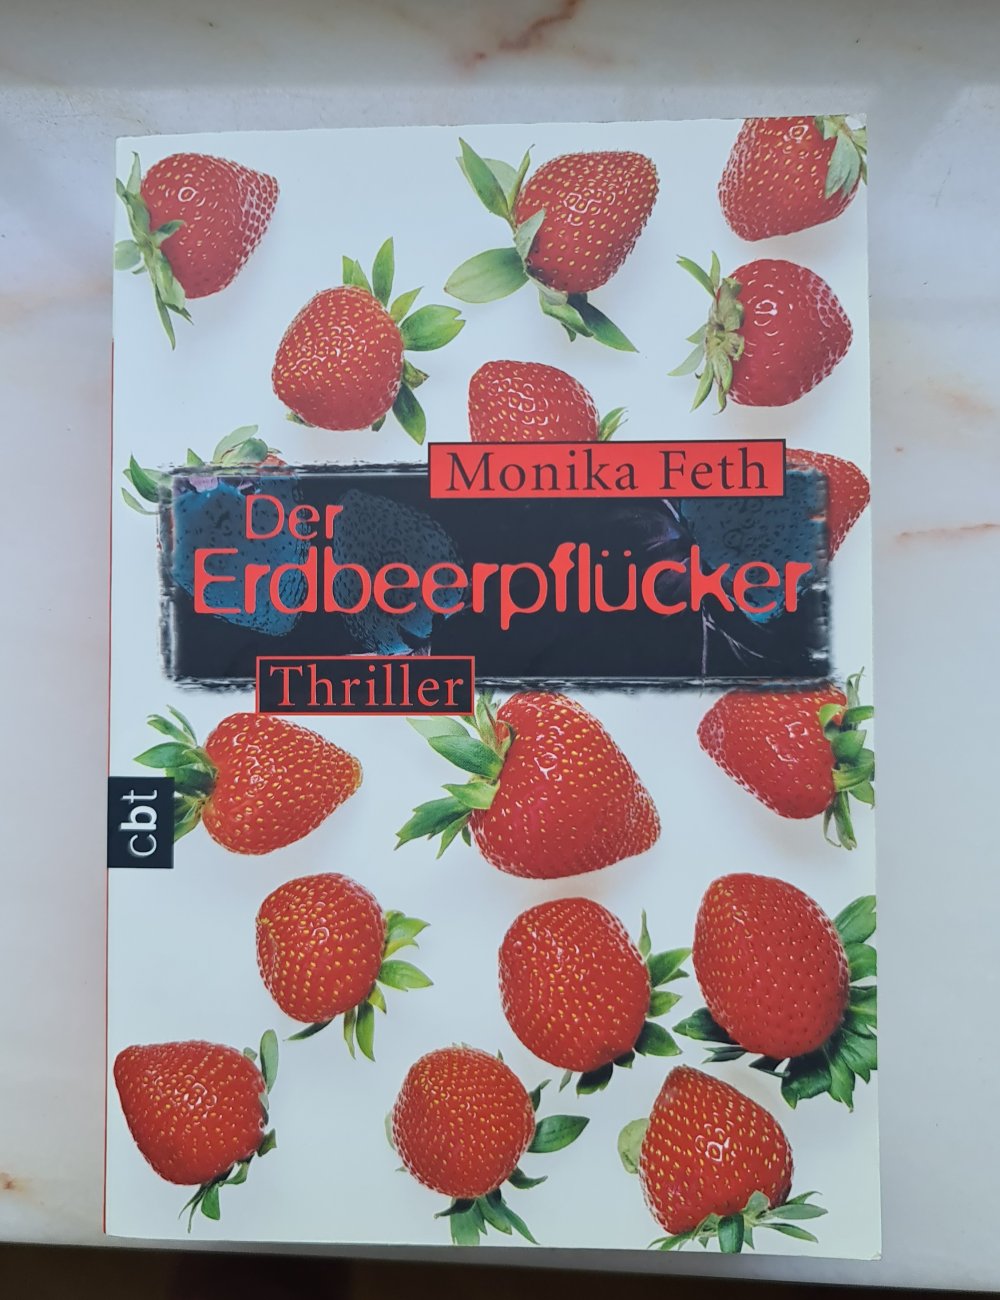 Monika Feth
Der
Erdbeerpflücker
Thriller
cbt